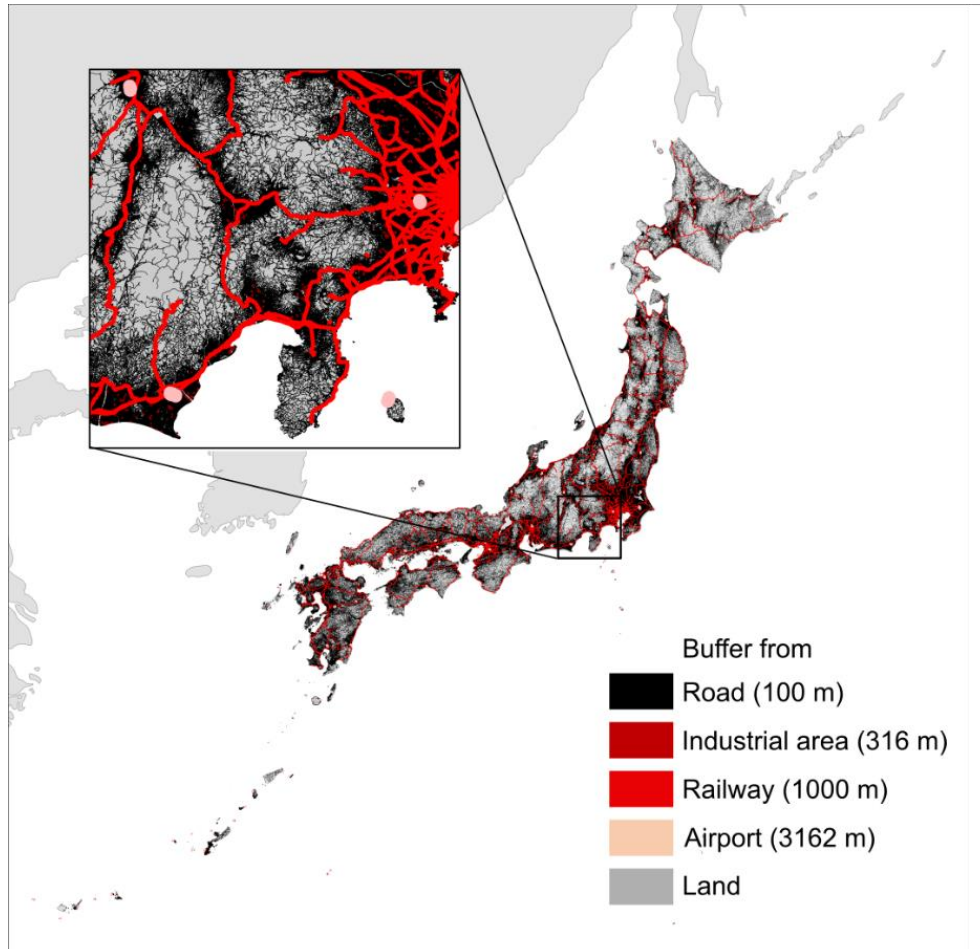 Buffer from
Road (100 m)
Industrial area (316 m)
Railway (1000 m)
Airport (3162 m)
Land